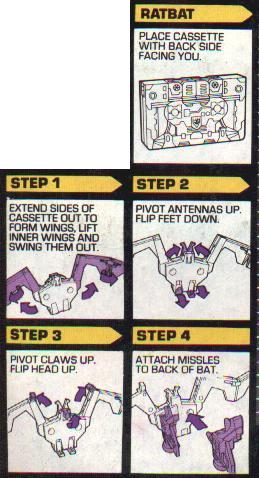 RATBAT
PLACE CASSETTE
WITH BACK SIDE
FACING YOU.
STEP 1
EXTEND SIDES OF
CASSETTE OUT TO
FORM WINGS, LIFT
INNER WINGS AND
SWING THEM OUT.
STEP 2
PIVOT ANTENNAS UP.
FLIP FEET DOWN.
STEP 3
PIVOT CLAWS UP.
FLIP HEAD UP.
STEP 4
ATTACH MISSLES
TO BACK OF BAT.